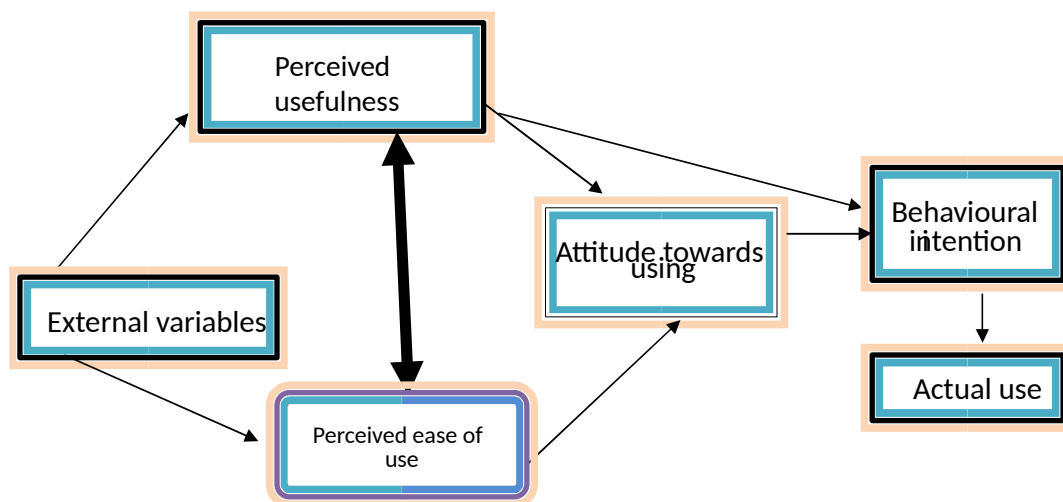 Perceived
usefulness
External variables
Perceived ease of
use
Attitude towards
using
Behavioural
intention
Actual use